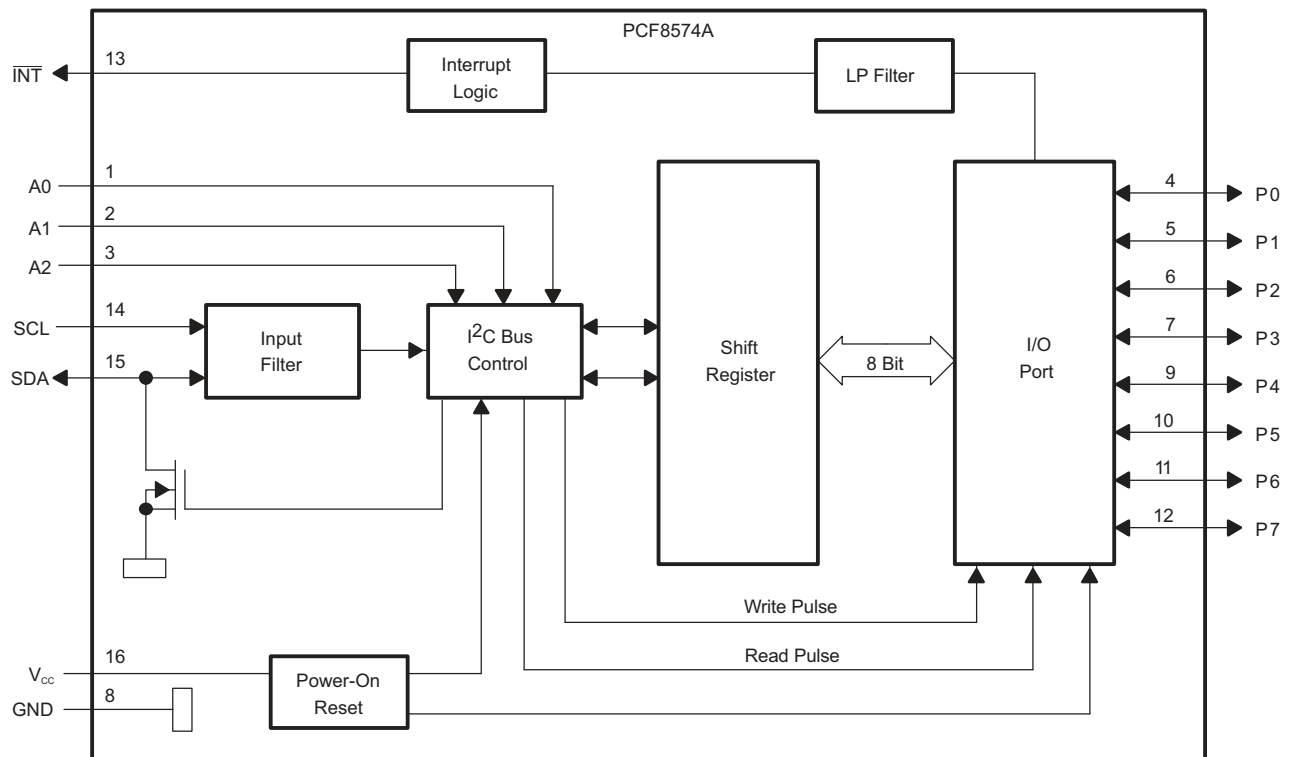 PCF8574A
INT
13
Interrupt
Logic
LP Filter
A0
1
A1
2
A2
3
SCL
14
SDA
15
Input
Filter
I²C Bus
Control
Shift
Register
8 Bit
I/O
Port
4
P0
5
P1
6
P2
7
P3
9
P4
10
P5
11
P6
12
P7
Write Pulse
Read Pulse
Vcc
16
GND
8
Power-On
Reset